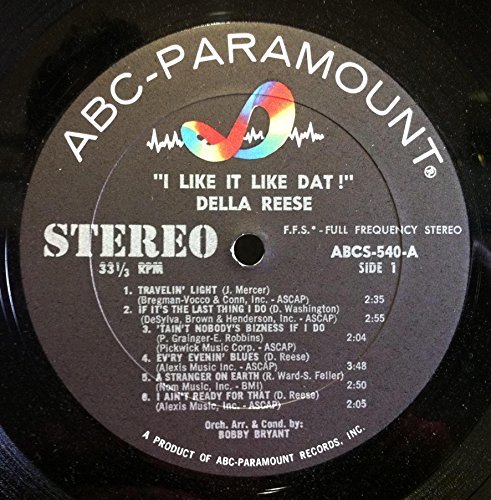 ABC-PARAMOUNT®
"I LIKE IT LIKE DAT!"
DELLA REESE
STEREO
33⅓ RPM
F.F.S.* - FULL FREQUENCY STEREO
ABCS-540-A
SIDE 1
1. TRAVELIN' LIGHT (J. Mercer)
(Bregman-Vocco & Conn, Inc. - ASCAP) 2:35
2. IF IT'S THE LAST THING I DO (D. Washington)
(DeSylva, Brown & Henderson, Inc. - ASCAP) 2:55
3. 'TAIN'T NOBODY'S BIZNESS IF I DO
(P. Grainger-E. Robbins) 2:04
(Pickwick Music Corp. - ASCAP)
4. EV'RY EVENIN' BLUES (D. Reese)
(Alexis Music, Inc. - ASCAP) 3:48
5. A STRANGER ON EARTH (R. Ward-S. Feller)
(Nom Music, Inc. - BMI) 2:50
6. I AIN'T READY FOR THAT (D. Reese)
(Alexis Music, Inc. - ASCAP) 2:05
Orch. Arr. & Cond. by:
BOBBY BRYANT
A PRODUCT OF ABC-PARAMOUNT RECORDS, INC.